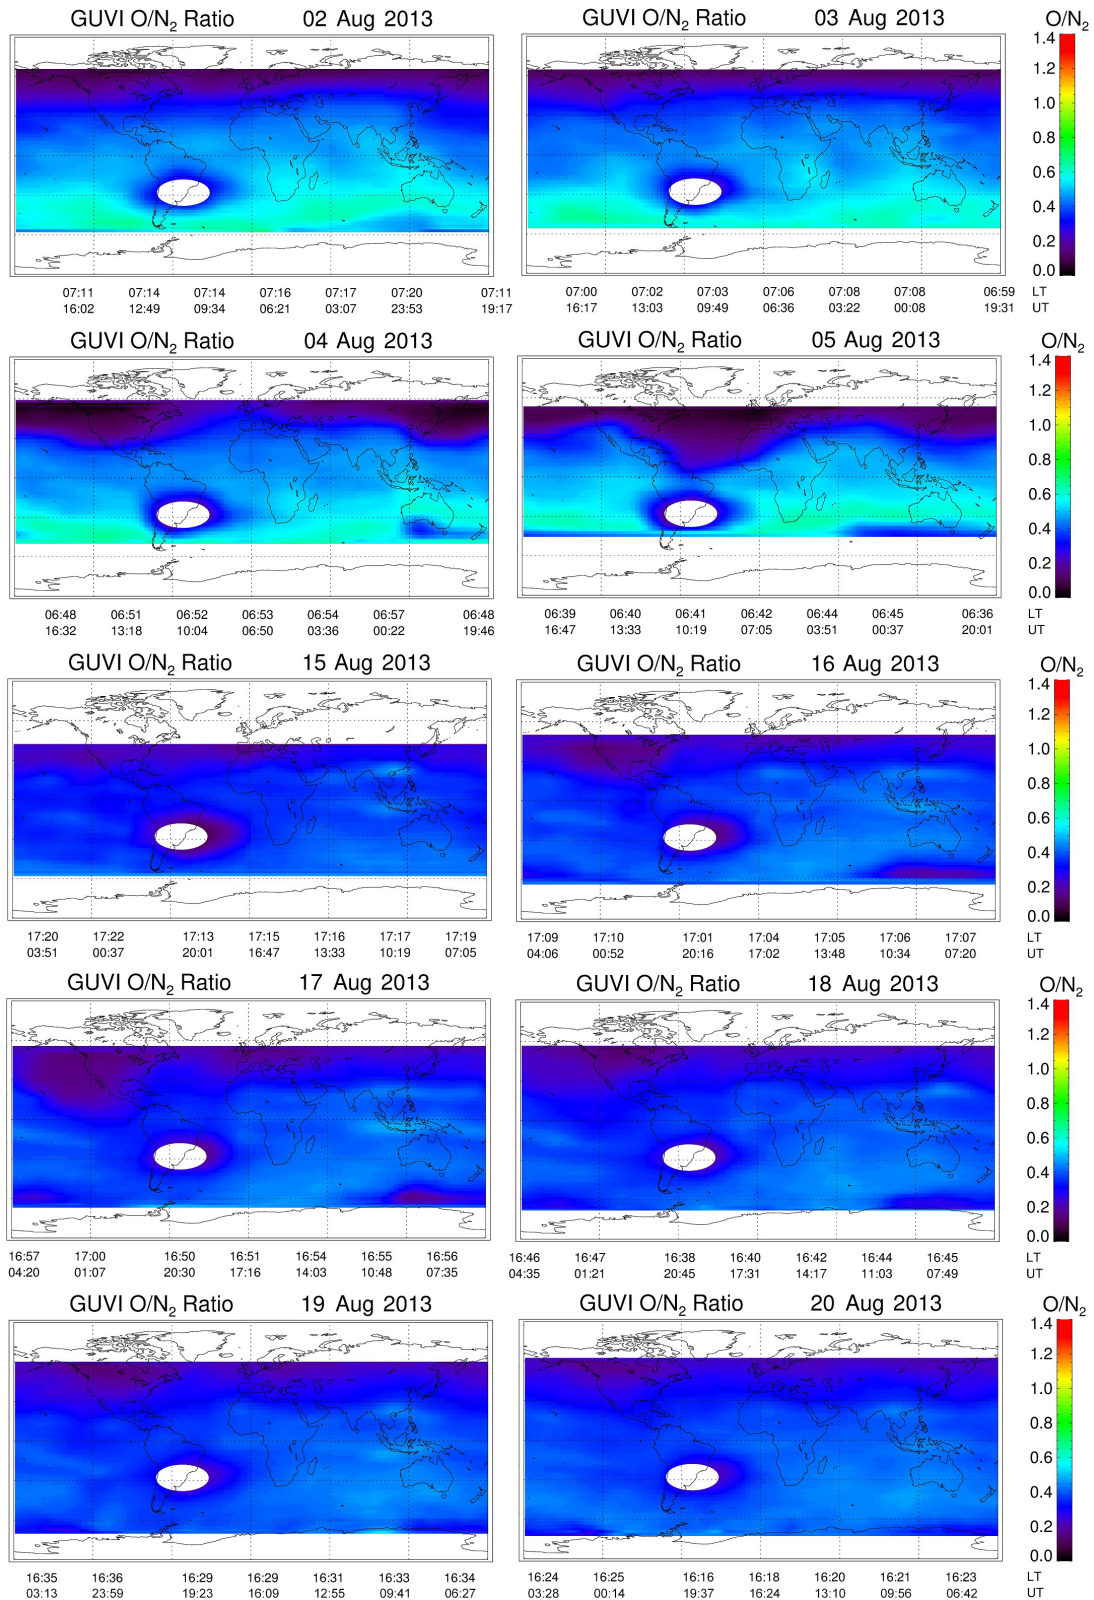 GUVI O/N2 Ratio 02 Aug 2013
GUVI O/N2 Ratio 03 Aug 2013
O/N2
1.4
1.2
1.0
0.8
0.6
0.4
0.2
0.0
07:11 07:14 07:14 07:16 07:17 07:20 07:11
16:02 12:49 09:34 06:21 03:07 23:53 19:17
07:00 07:02 07:03 07:06 07:08 07:08 06:59 LT
16:17 13:03 09:49 06:36 03:22 00:08 19:31 UT
GUVI O/N2 Ratio 04 Aug 2013
GUVI O/N2 Ratio 05 Aug 2013
O/N2
1.4
1.2
1.0
0.8
0.6
0.4
0.2
0.0
06:48 06:51 06:52 06:53 06:54 06:57 06:48
16:32 13:18 10:04 06:50 03:36 00:22 19:46
06:39 06:40 06:41 06:42 06:44 06:45 06:36 LT
16:47 13:33 10:19 07:05 03:51 00:37 20:01 UT
GUVI O/N2 Ratio 15 Aug 2013
GUVI O/N2 Ratio 16 Aug 2013
O/N2
1.4
1.2
1.0
0.8
0.6
0.4
0.2
0.0
17:20 17:22 17:13 17:15 17:16 17:17 17:19
03:51 00:37 20:01 16:47 13:33 10:19 07:05
17:09 17:10 17:01 17:04 17:05 17:06 17:07 LT
04:06 00:52 20:16 17:02 13:48 10:34 07:20 UT
GUVI O/N2 Ratio 17 Aug 2013
GUVI O/N2 Ratio 18 Aug 2013
O/N2
1.4
1.2
1.0
0.8
0.6
0.4
0.2
0.0
16:57 17:00 16:50 16:51 16:54 16:55 16:56
04:20 01:07 20:30 17:16 14:03 10:48 07:35
16:46 16:47 16:38 16:40 16:42 16:44 16:45 LT
04:35 01:21 20:45 17:31 14:17 11:03 07:49 UT
GUVI O/N2 Ratio 19 Aug 2013
GUVI O/N2 Ratio 20 Aug 2013
O/N2
1.4
1.2
1.0
0.8
0.6
0.4
0.2
0.0
16:35 16:36 16:29 16:29 16:31 16:33 16:34
03:13 23:59 19:23 16:09 12:55 09:41 06:27
16:24 16:25 16:16 16:18 16:20 16:21 16:23 LT
03:28 00:14 19:37 16:24 13:10 09:56 06:42 UT